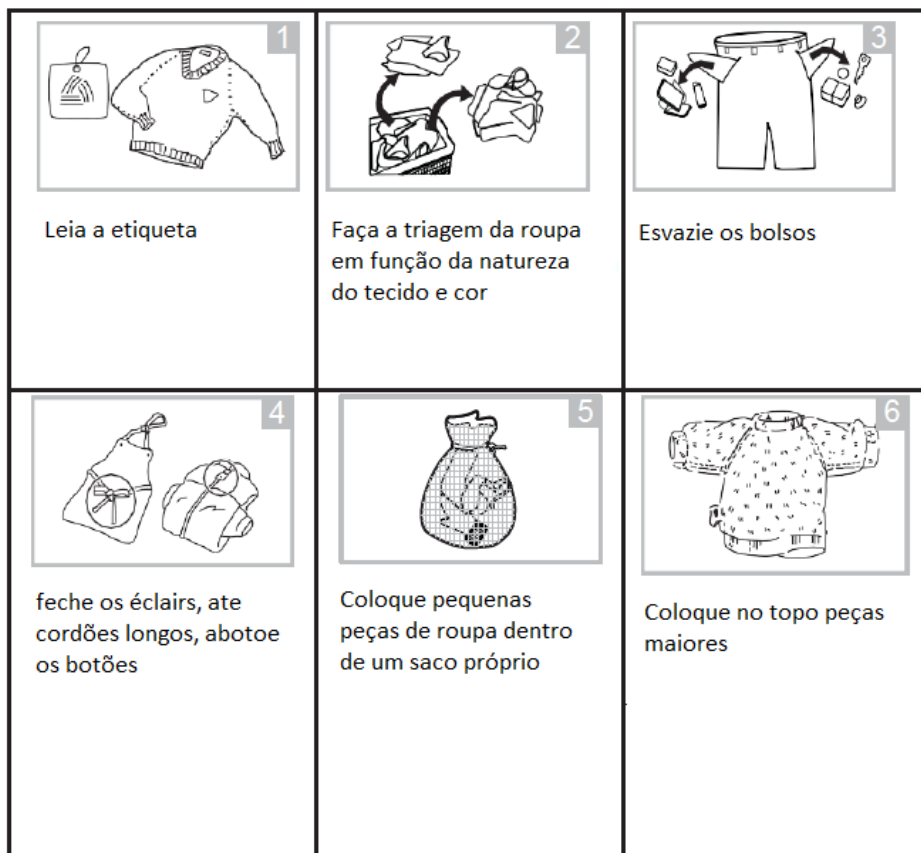 1
Leia a etiqueta
2
Faça a triagem da roupa
em função da natureza
do tecido e cor
3
Esvazie os bolsos
4
feche os éclairs, ate
cordões longos, abotoe
os botões
5
Coloque pequenas
peças de roupa dentro
de um saco próprio
6
Coloque no topo peças
maiores